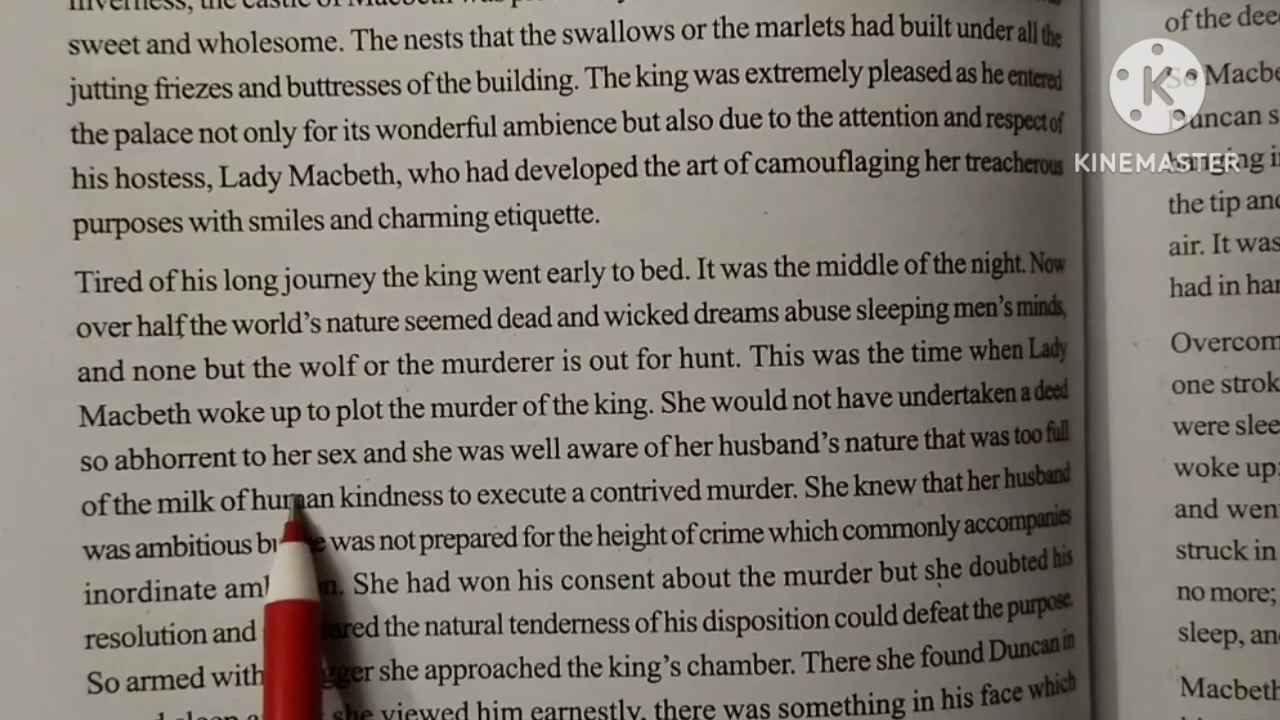 the castle of Macbeth was
sweet and wholesome. The nests that the swallows or the marlets had built under all the
jutting friezes and buttresses of the building. The king was extremely pleased as he entered
the palace not only for its wonderful ambience but also due to the attention and respect of
his hostess, Lady Macbeth, who had developed the art of camouflaging her treacherous
purposes with smiles and charming etiquette.
Tired of his long journey the king went early to bed. It was the middle of the night. Now
over half the world's nature seemed dead and wicked dreams abuse sleeping men's minds,
and none but the wolf or the murderer is out for hunt. This was the time when Lady
Macbeth woke up to plot the murder of the king. She would not have undertaken a deed
so abhorrent to her sex and she was well aware of her husband's nature that was too full
of the milk of human kindness to execute a contrived murder. She knew that her husband
was ambitious was not prepared for the height of crime which commonly accompanies
inordinate She had won his consent about the murder but she doubted his
resolution and the natural tenderness of his disposition could defeat the purpose.
So armed with she approached the king's chamber. There she found Duncan in
she viewed him earnestly, there was something in his face which
of the dee
So Macbe
Duncan s
KINEMASTER
the tip and
air. It was
had in har
Overcom
one strok
were slee
woke up
and wen
struck in
no more;
sleep, an
Macbeth